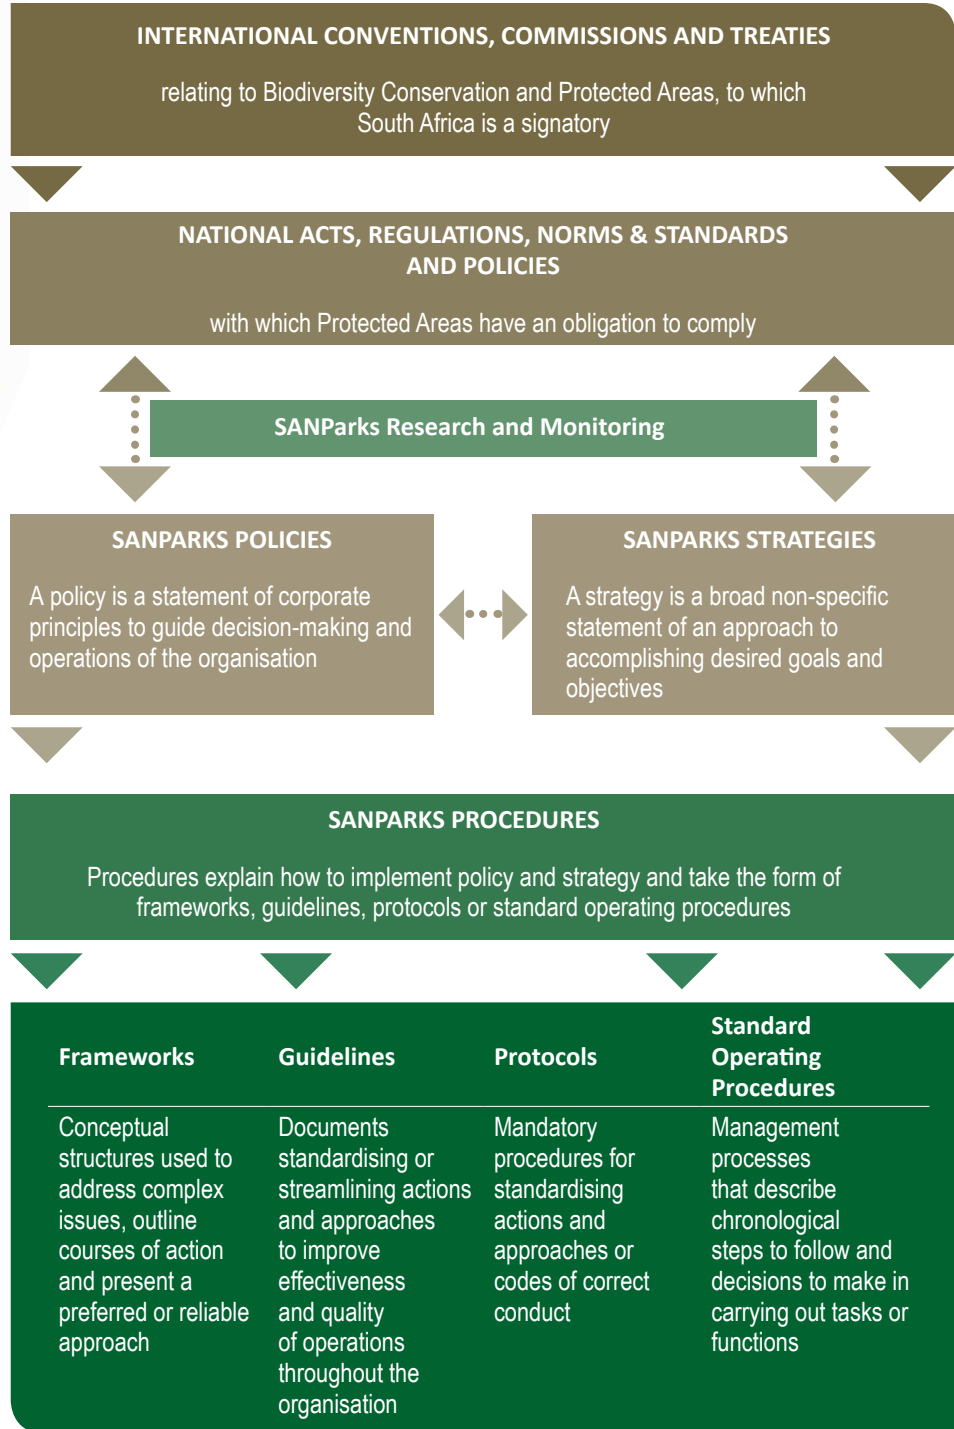 INTERNATIONAL CONVENTIONS, COMMISSIONS AND TREATIES
relating to Biodiversity Conservation and Protected Areas, to which
South Africa is a signatory
NATIONAL ACTS, REGULATIONS, NORMS & STANDARDS
AND POLICIES
with which Protected Areas have an obligation to comply
SANParks Research and Monitoring
SANPARKS POLICIES
A policy is a statement of corporate
principles to guide decision-making and
operations of the organisation
SANPARKS STRATEGIES
A strategy is a broad non-specific
statement of an approach to
accomplishing desired goals and
objectives
SANPARKS PROCEDURES
Procedures explain how to implement policy and strategy and take the form of
frameworks, guidelines, protocols or standard operating procedures
Frameworks
Conceptual
structures used to
address complex
issues, outline
courses of action
and present a
preferred or reliable
approach
Guidelines
Documents
standardising or
streamlining actions
and approaches
to improve
effectiveness
and quality
of operations
throughout the
organisation
Protocols
Mandatory
procedures for
standardising
actions and
approaches or
codes of correct
conduct
Standard
Operating
Procedures
Management
processes
that describe
chronological
steps to follow and
decisions to make in
carrying out tasks or
functions